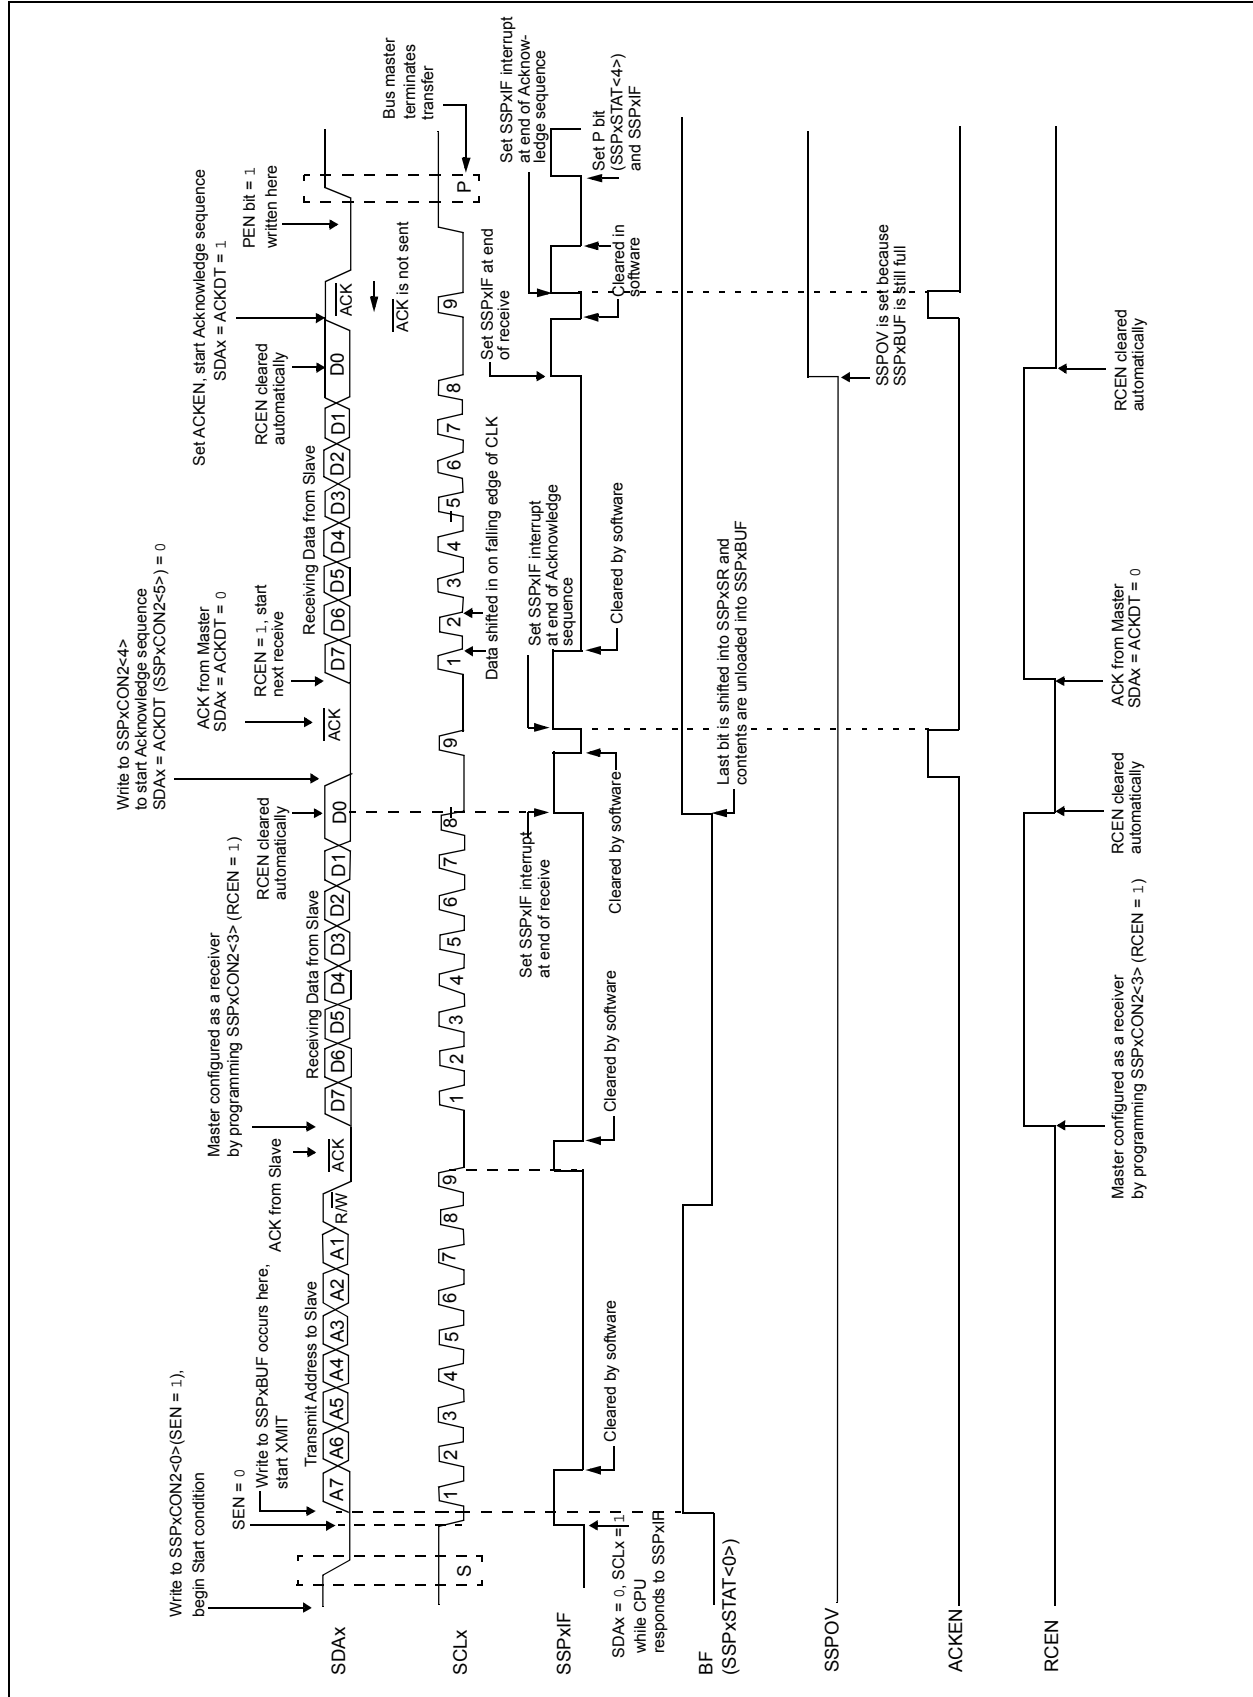 Write to SSPxCON2<0>(SEN = 1),
begin Start condition
SEN = 0
Write to SSPxBUF occurs here,
start XMIT
ACK from Slave
Master configured as a receiver
by programming SSPxCON2<3> (RCEN = 1)
RCEN cleared
automatically
Write to SSPxCON2<4>
to start Acknowledge sequence
SDAx = ACKDT (SSPxCON2<5>) = 0
ACK from Master
SDAx = ACKDT = 0
RCEN = 1, start
next receive
RCEN cleared
automatically
Set ACKEN, start Acknowledge sequence
SDAx = ACKDT = 1
PEN bit = 1
written here
Bus master
terminates
transfer
Transmit Address to Slave
Receiving Data from Slave
Receiving Data from Slave
SDAx
A7 A6 A5 A4 A3 A2 A1 R/W ACK D7 D6 D5 D4 D3 D2 D1 D0 ACK D7 D6 D5 D4 D3 D2 D1 D0 ACK
ACK is not sent
SCLx
S 1 2 3 4 5 6 7 8 9 1 2 3 4 5 6 7 8 9 1 2 3 4 5 6 7 8 9 P
Data shifted in on falling edge of CLK
Set SSPxIF interrupt
at end of receive
Set SSPxIF interrupt
at end of Acknowledge
sequence
Set SSPxIF at end
of receive
Set SSPxIF interrupt
at end of Acknow-
ledge sequence
SSPxIF
SDAx = 0, SCLx = 1
while CPU
responds to SSPxIF
Cleared by software
Cleared by software
Cleared by software
Cleared by software
Cleared in
software
Set P bit
(SSPxSTAT<4>)
and SSPxIF
BF
(SSPxSTAT<0>)
Last bit is shifted into SSPxSR and
contents are unloaded into SSPxBUF
SSPOV
SSPOV is set because
SSPxBUF is still full
ACKEN
RCEN
Master configured as a receiver
by programming SSPxCON2<3> (RCEN = 1)
RCEN cleared
automatically
ACK from Master
SDAx = ACKDT = 0
RCEN cleared
automatically